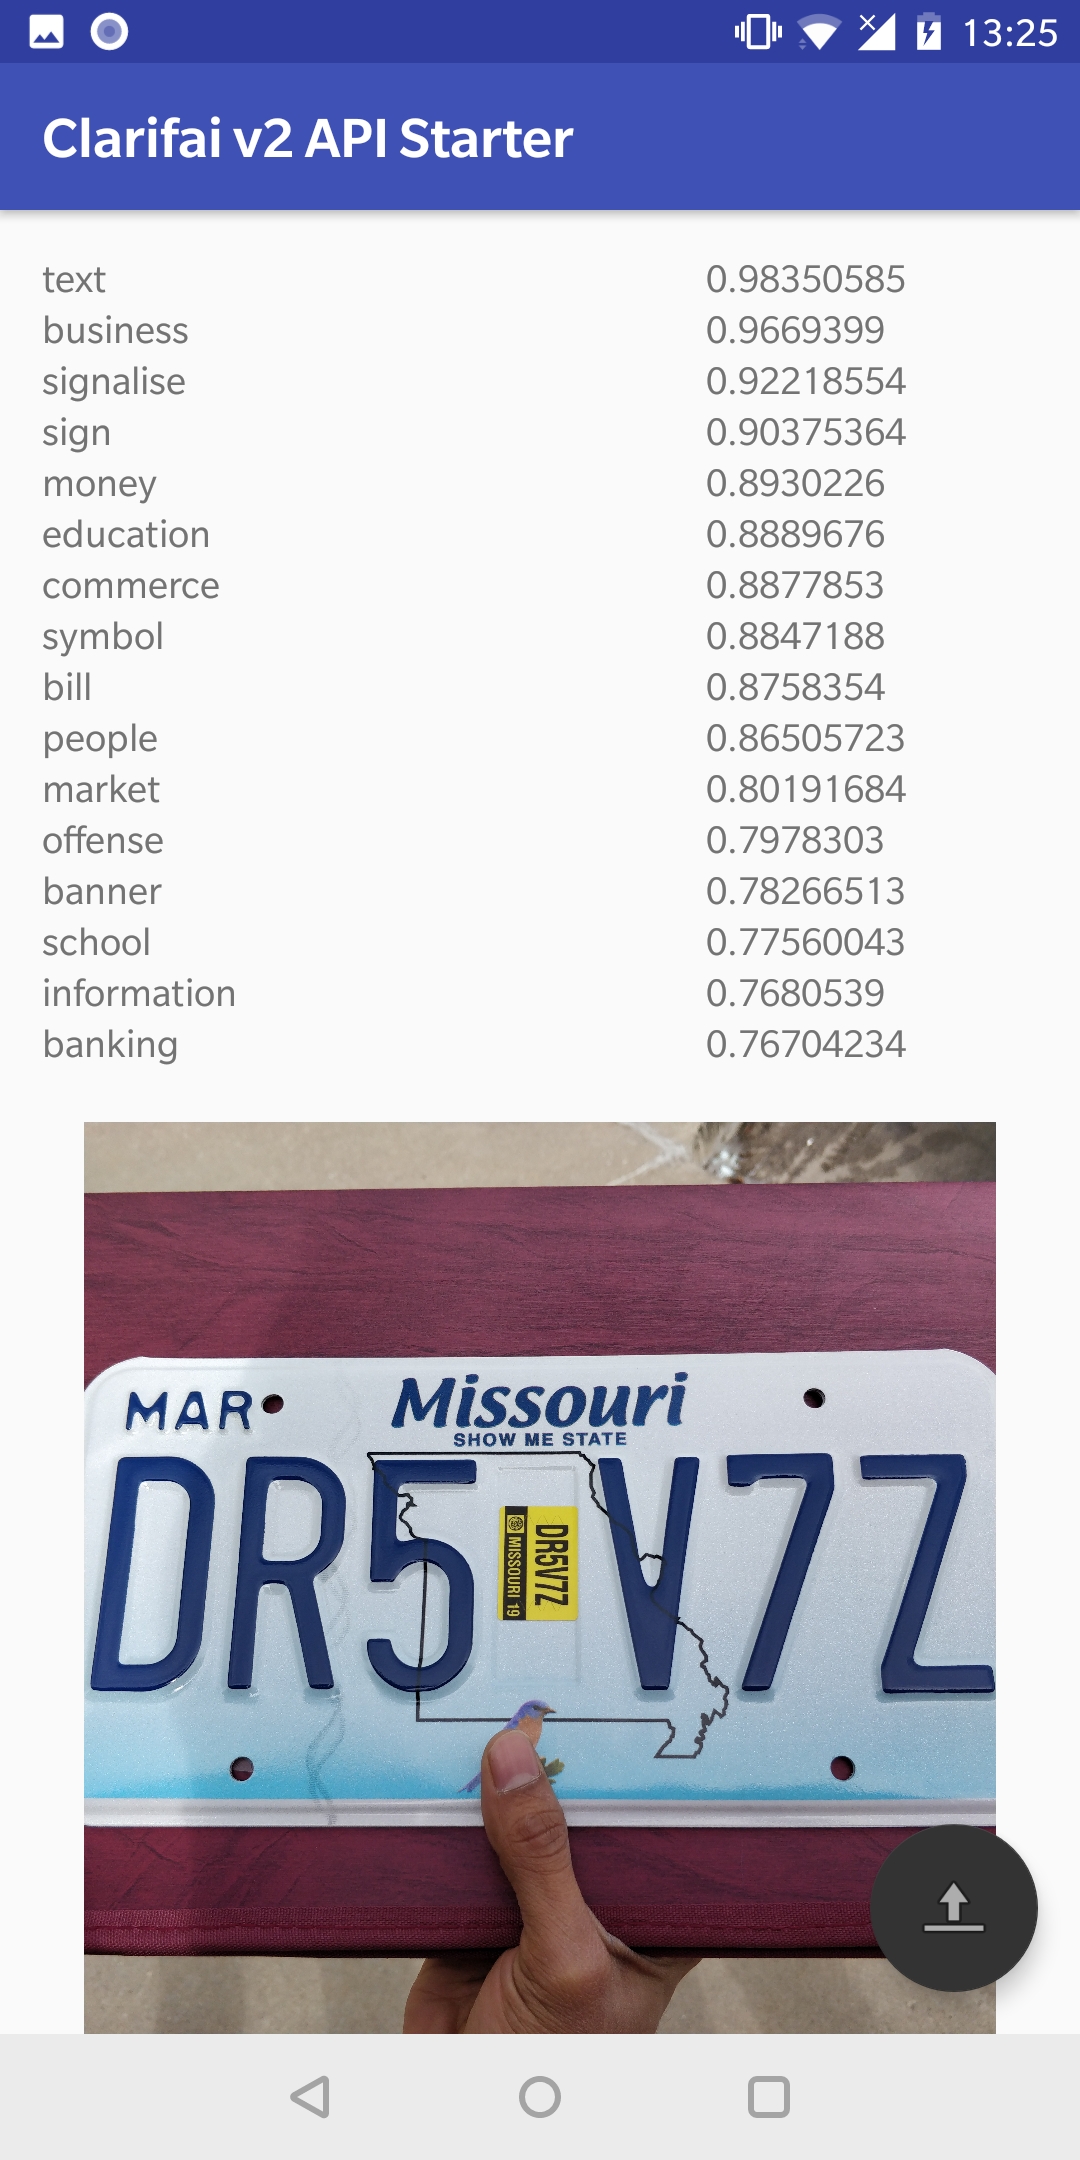 13:25
Clarifai v2 API Starter
text 0.98350585
business 0.9669399
signalise 0.92218554
sign 0.90375364
money 0.8930226
education 0.8889676
commerce 0.8877853
symbol 0.8847188
bill 0.8758354
people 0.86505723
market 0.80191684
offense 0.7978303
banner 0.78266513
school 0.77560043
information 0.7680539
banking 0.76704234
MAR Missouri
SHOW ME STATE
DR5 V7Z
DR5V7Z
MISSOURI 19